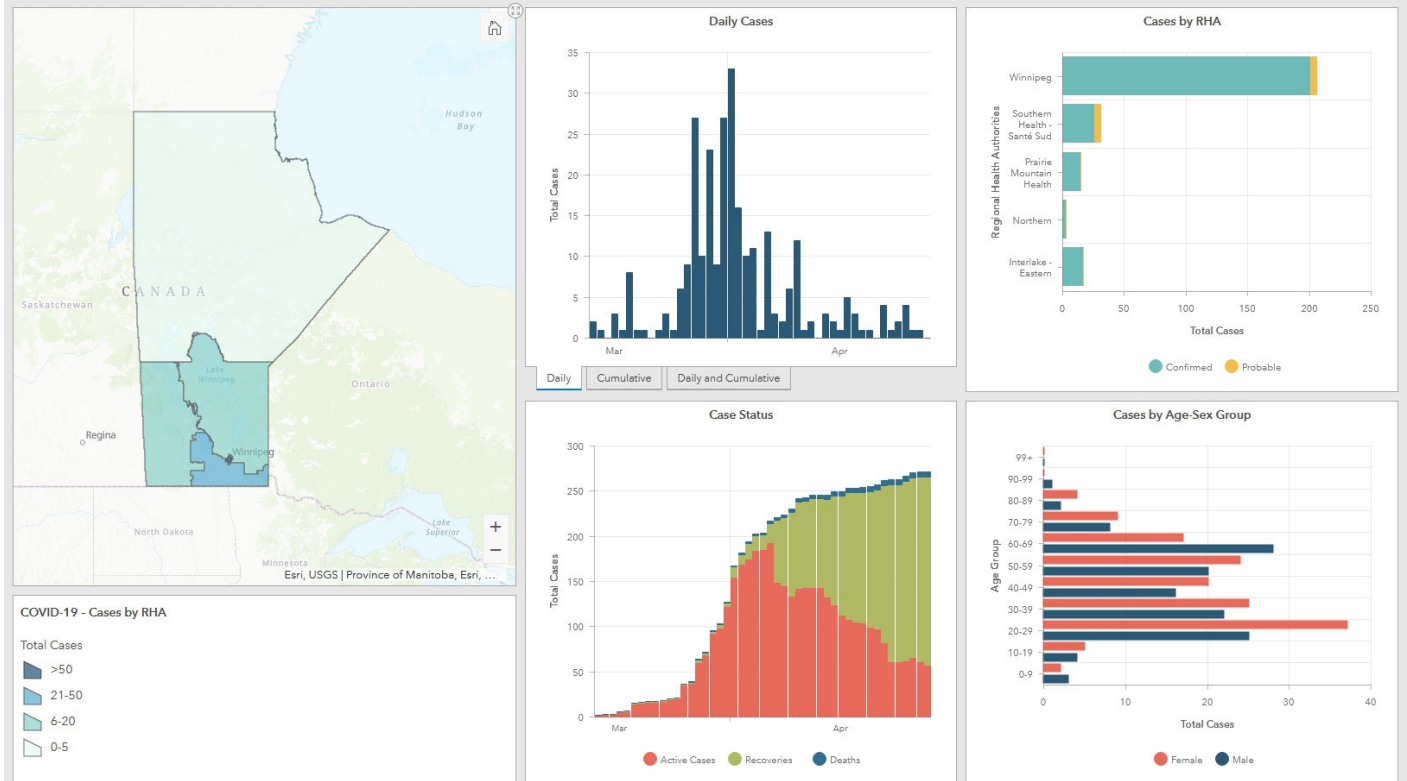 Hudson
Bay
CANADA
Saskatchewan
Lake
Winnipeg
Ontario
Regina
Winnipeg
North Dakota
Lake
Superior
Minnesota
+
−
Esri, USGS | Province of Manitoba, Esri, ...
COVID-19 - Cases by RHA
Total Cases
>50
21-50
6-20
0-5
Daily Cases
Total Cases
35
30
25
20
15
10
5
0
Mar
Apr
Daily
Cumulative
Daily and Cumulative
Case Status
Total Cases
300
250
200
150
100
50
0
Mar
Apr
Active Cases
Recoveries
Deaths
Cases by RHA
Regional Health Authorities
Winnipeg
Southern
Health -
Santé Sud
Prairie
Mountain
Health
Northern
Interlake -
Eastern
0 50 100 150 200 250
Total Cases
Confirmed
Probable
Cases by Age-Sex Group
Age Group
99+
90-99
80-89
70-79
60-69
50-59
40-49
30-39
20-29
10-19
0-9
0 10 20 30 40
Total Cases
Female
Male